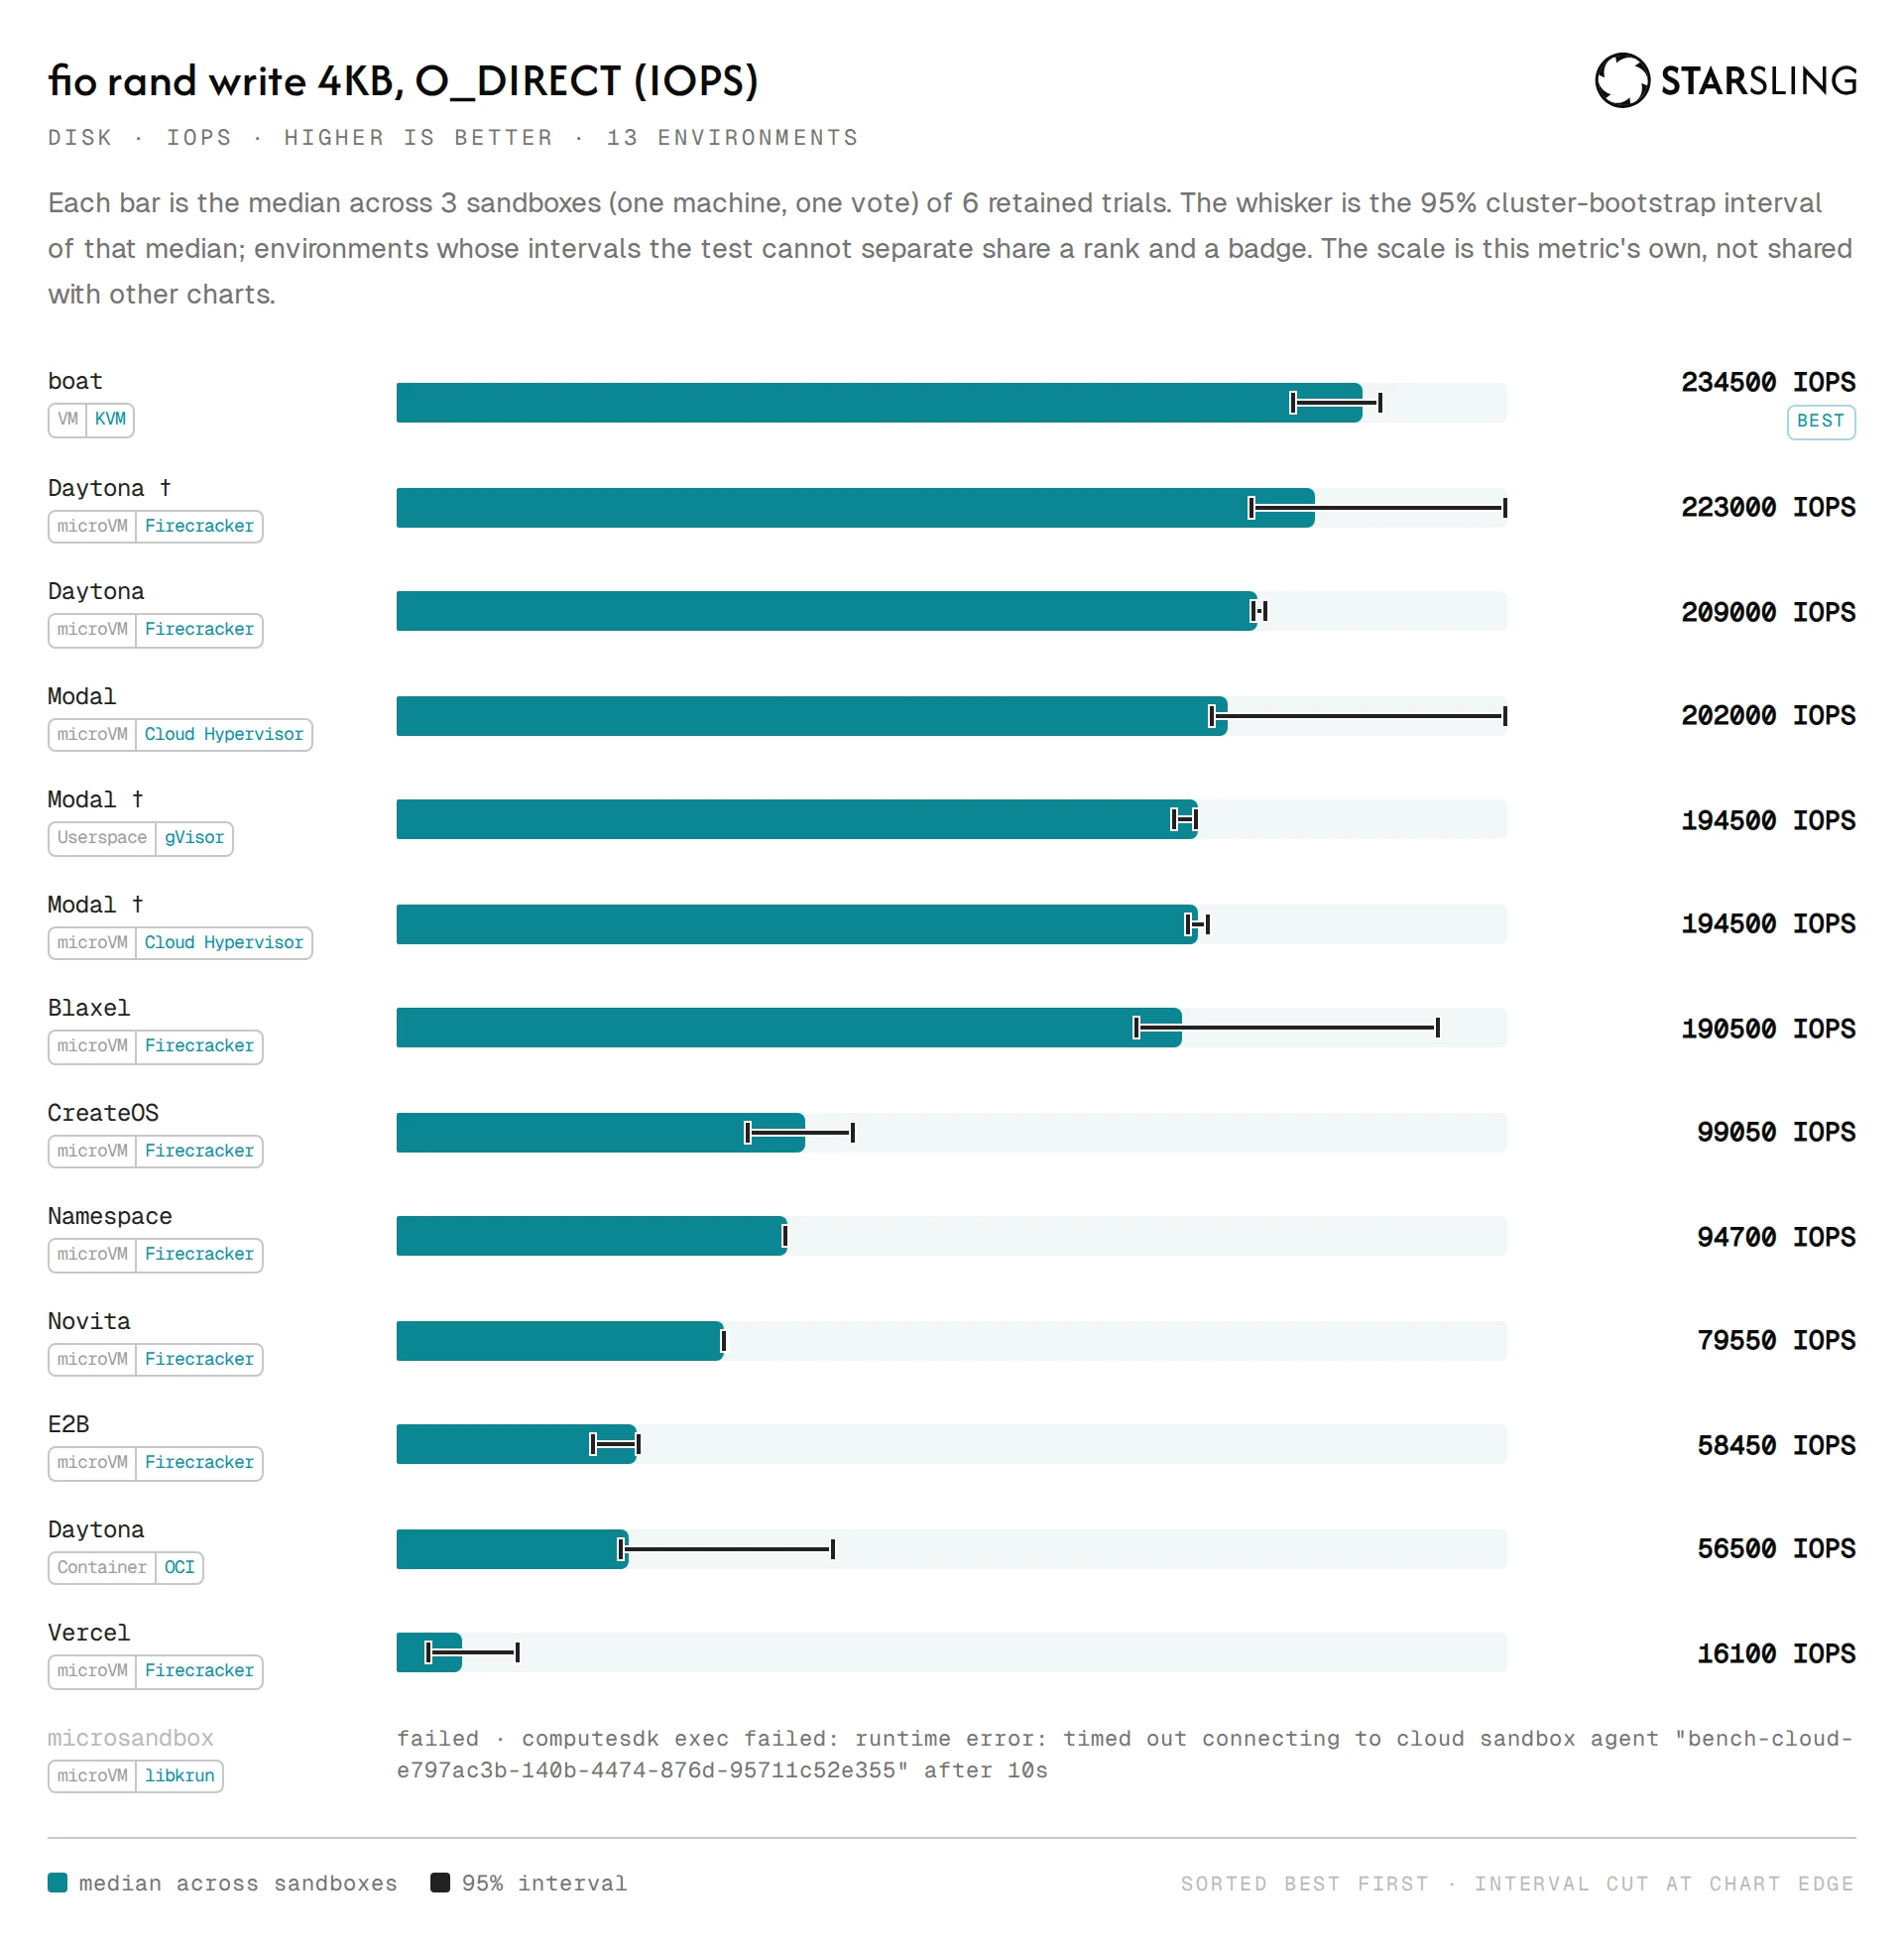 fio rand write 4KB, O_DIRECT (IOPS)
STARSLING
DISK · IOPS · HIGHER IS BETTER · 13 ENVIRONMENTS
Each bar is the median across 3 sandboxes (one machine, one vote) of 6 retained trials. The whisker is the 95% cluster-bootstrap interval
of that median; environments whose intervals the test cannot separate share a rank and a badge. The scale is this metric's own, not shared
with other charts.
boat
VM KVM
234500 IOPS
BEST
Daytona †
microVM Firecracker
223000 IOPS
Daytona
microVM Firecracker
209000 IOPS
Modal
microVM Cloud Hypervisor
202000 IOPS
Modal †
Userspace gVisor
194500 IOPS
Modal †
microVM Cloud Hypervisor
194500 IOPS
Blaxel
microVM Firecracker
190500 IOPS
CreateOS
microVM Firecracker
99050 IOPS
Namespace
microVM Firecracker
94700 IOPS
Novita
microVM Firecracker
79550 IOPS
E2B
microVM Firecracker
58450 IOPS
Daytona
Container OCI
56500 IOPS
Vercel
microVM Firecracker
16100 IOPS
microsandbox
microVM libkrun
failed · computesdk exec failed: runtime error: timed out connecting to cloud sandbox agent "bench-cloud-
e797ac3b-140b-4474-876d-95711c52e355" after 10s
median across sandboxes
95% interval
SORTED BEST FIRST · INTERVAL CUT AT CHART EDGE